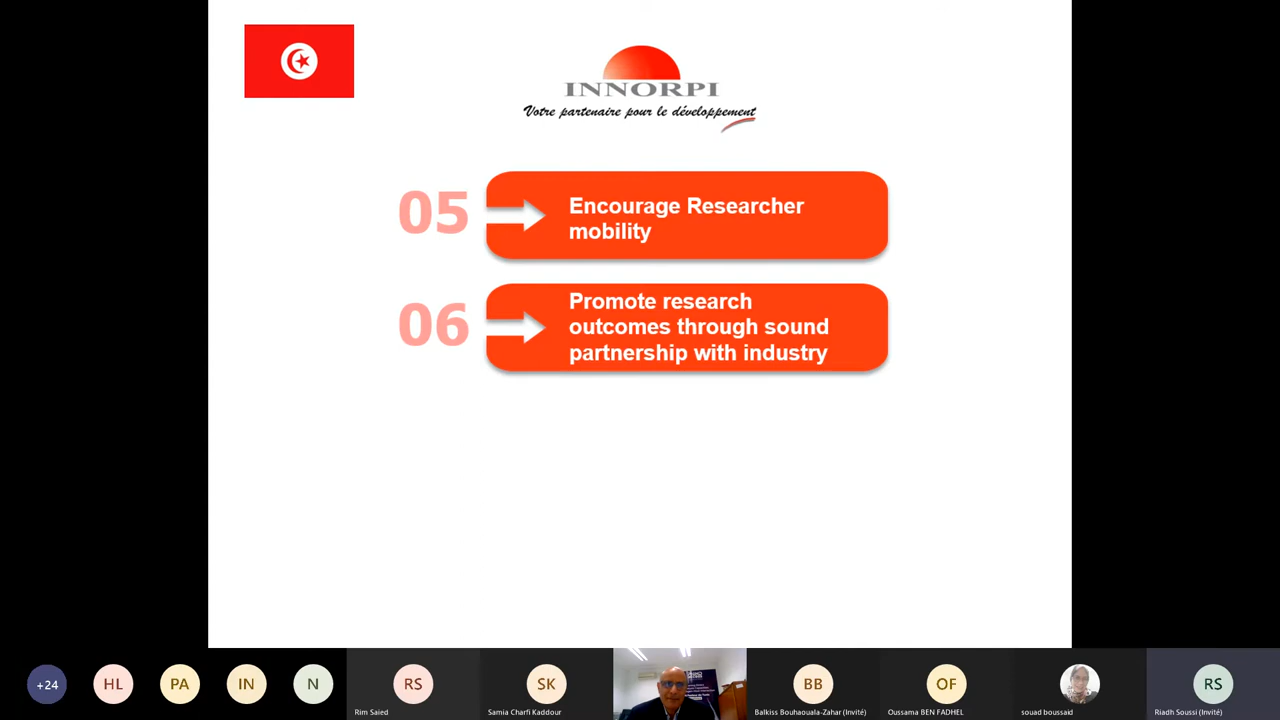 INNORPI
Votre partenaire pour le développement
05
Encourage Researcher
mobility
06
Promote research
outcomes through sound
partnership with industry
+24
HL
PA
IN
N
RS
Rim Saied
SK
Samia Charfi Kaddour
BB
Balkiss Bouhaouala-Zahar (Invité)
OF
Oussama BEN FADHEL
souad boussaid
RS
Riadh Soussi (Invité)